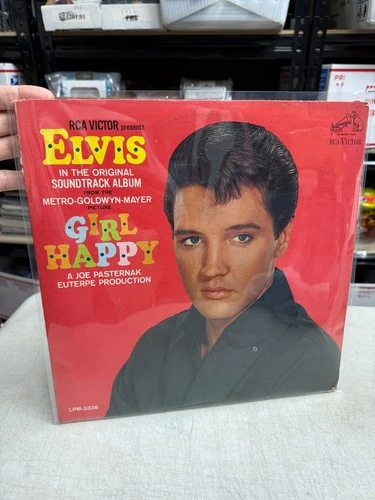 RCA VICTOR presents
ELVIS
IN THE ORIGINAL
SOUNDTRACK ALBUM
FROM THE
METRO-GOLDWYN-MAYER
PICTURE
GIRL
HAPPY
A JOE PASTERNAK
EUTERPE PRODUCTION
RCA VICTOR
LPM-3338